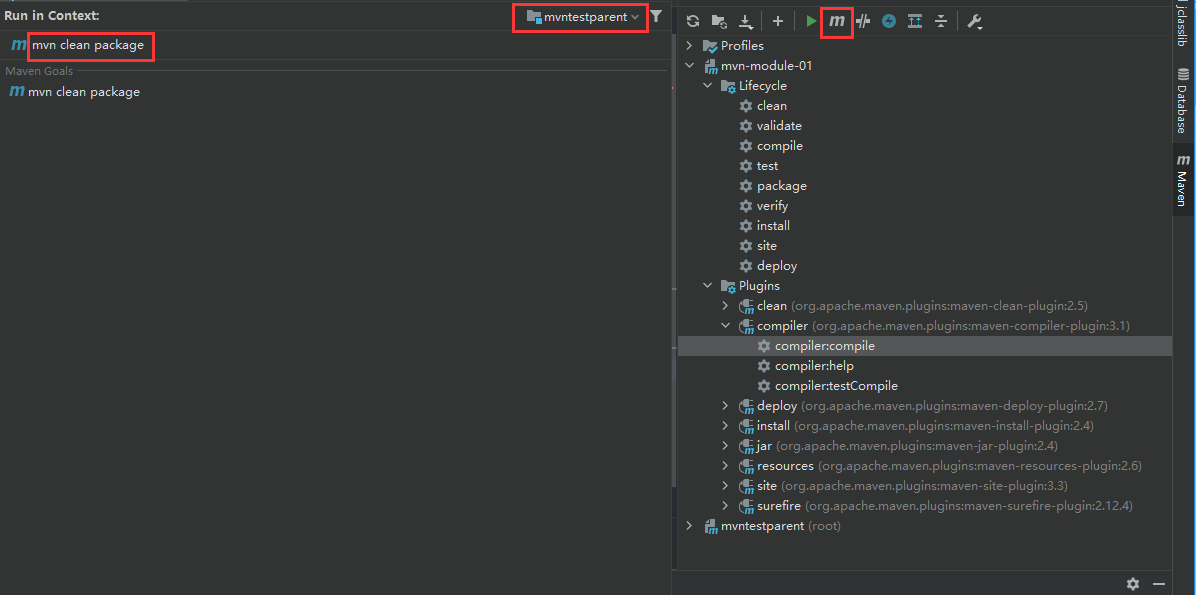 Run in Context:
mvntestparent
m mvn clean package
Maven Goals
m mvn clean package
m
Profiles
mvn-module-01
Lifecycle
clean
validate
compile
test
package
verify
install
site
deploy
Plugins
clean (org.apache.maven.plugins:maven-clean-plugin:2.5)
compiler (org.apache.maven.plugins:maven-compiler-plugin:3.1)
compiler:compile
compiler:help
compiler:testCompile
deploy (org.apache.maven.plugins:maven-deploy-plugin:2.7)
install (org.apache.maven.plugins:maven-install-plugin:2.4)
jar (org.apache.maven.plugins:maven-jar-plugin:2.4)
resources (org.apache.maven.plugins:maven-resources-plugin:2.6)
site (org.apache.maven.plugins:maven-site-plugin:3.3)
surefire (org.apache.maven.plugins:maven-surefire-plugin:2.12.4)
mvntestparent (root)
jclasslib
Database
m Maven